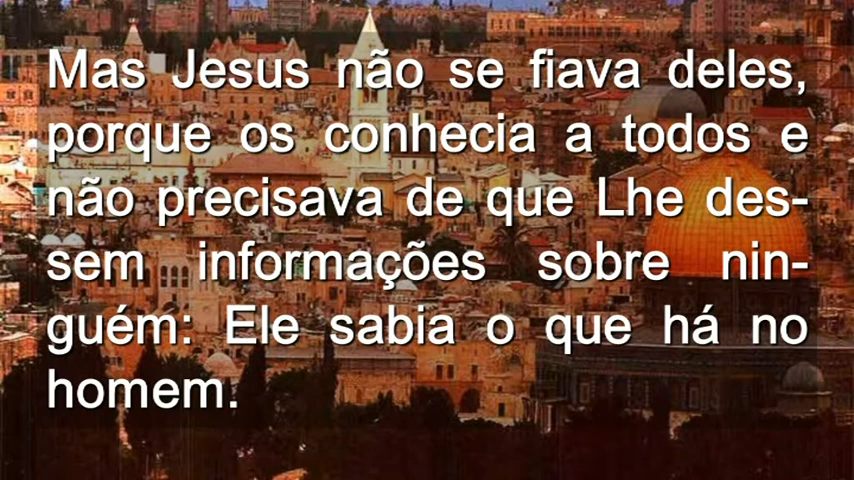 Mas Jesus não se fiava deles,
porque os conhecia a todos e
não precisava de que Lhe des-
sem informações sobre nin-
guém: Ele sabia o que há no
homem.